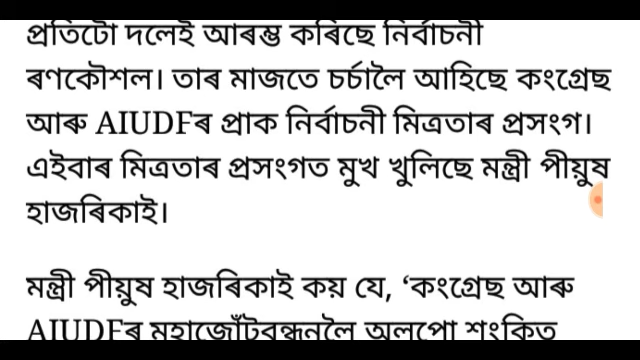 প্রতিটো দলেই আৰম্ভ কৰিছে নিৰ্বাচনী
ৰণকৌশল। তাৰ মাজতে চৰ্চালৈ আহিছে কংগ্ৰেছ
আৰু AIUDFৰ প্ৰাক নিৰ্বাচনী মিত্ৰতাৰ প্ৰসংগ।
এইবাৰ মিত্ৰতাৰ প্ৰসংগত মুখ খুলিছে মন্ত্ৰী পীয়ুষ
হাজৰিকাই।
মন্ত্ৰী পীয়ুষ হাজৰিকাই কয় যে, ‘কংগ্ৰেছ আৰু
AIUDFৰ মহাজোঁটবন্ধনলৈ অলপো শংকিত